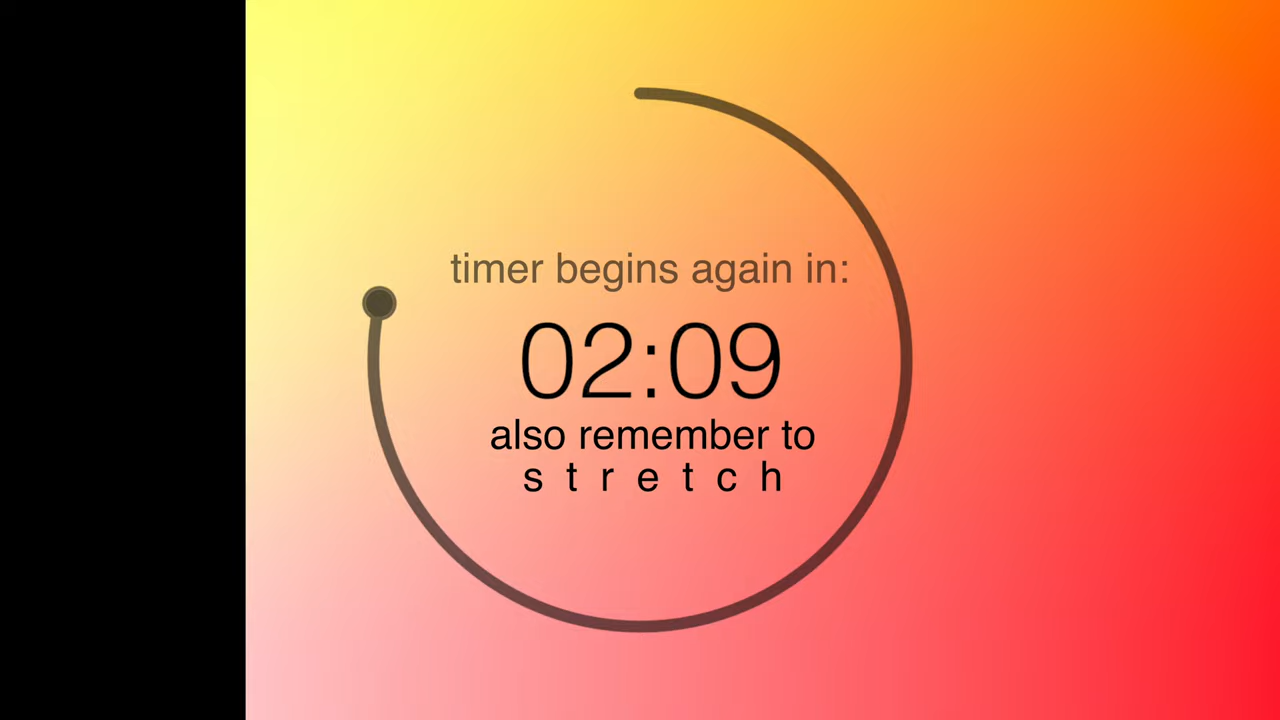 timer begins again in:
02:09
also remember to
s t r e t c h